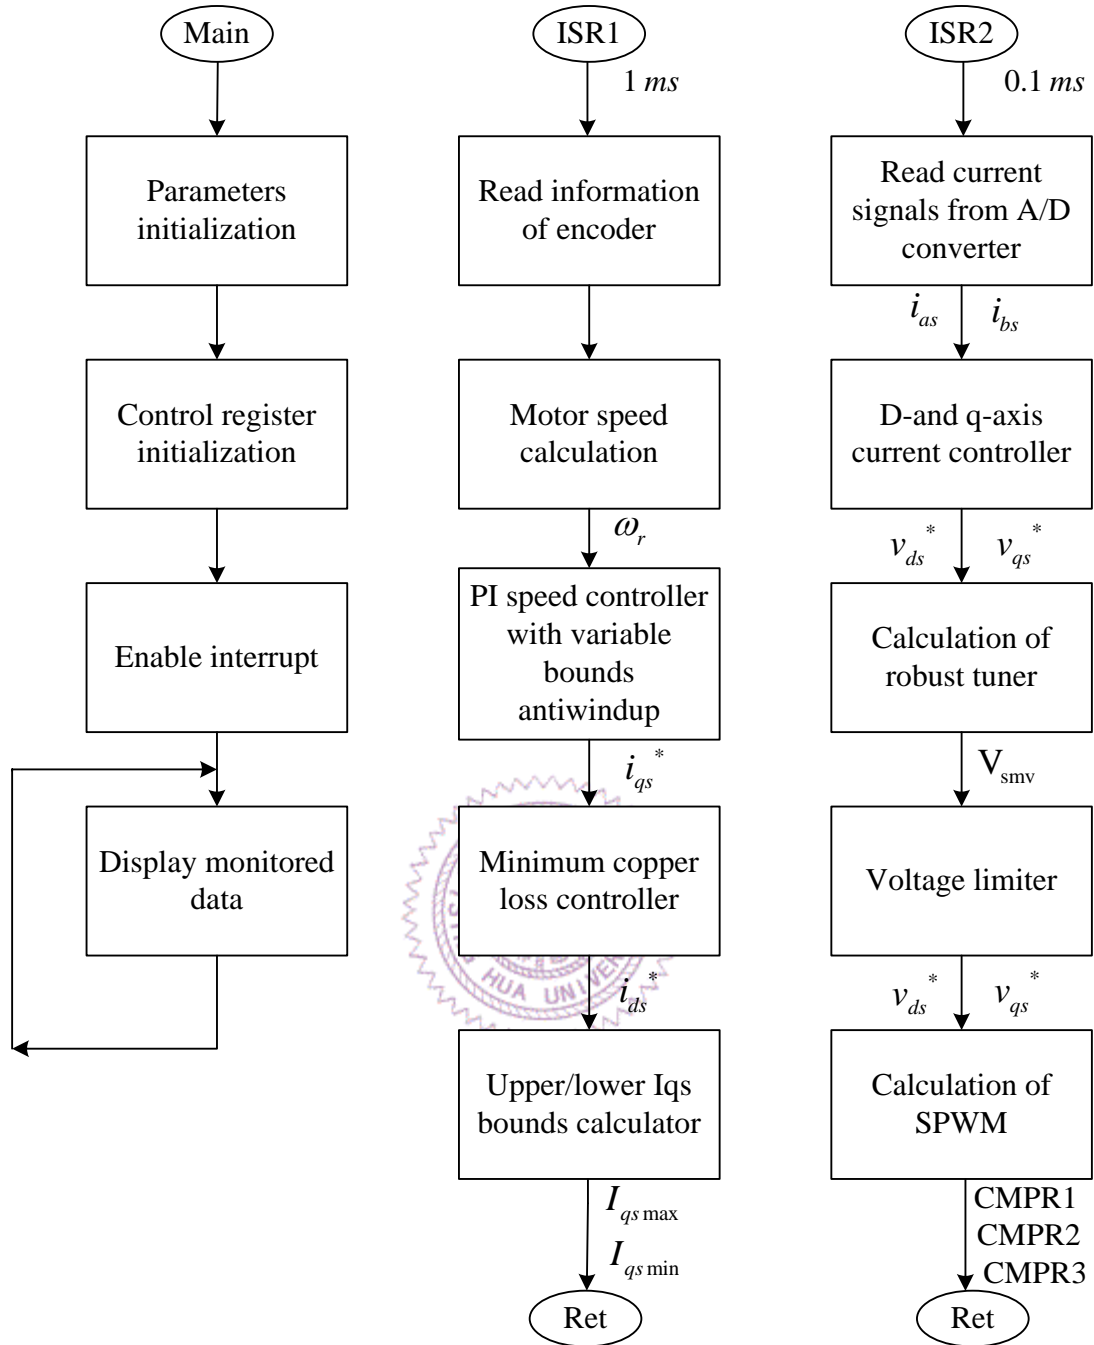 Main
Parameters
initialization
Control register
initialization
Enable interrupt
Display monitored
data
ISR1
1 ms
Read information
of encoder
Motor speed
calculation
ω_r
PI speed controller
with variable
bounds
antiwindup
i_qs*
Minimum copper
loss controller
i_ds*
Upper/lower Iqs
bounds calculator
I_qs max
I_qs min
Ret
ISR2
0.1 ms
Read current
signals from A/D
converter
i_as i_bs
D-and q-axis
current controller
v_ds* v_qs*
Calculation of
robust tuner
V_smv
Voltage limiter
v_ds* v_qs*
Calculation of
SPWM
CMPR1
CMPR2
CMPR3
Ret
HUA UNIVER